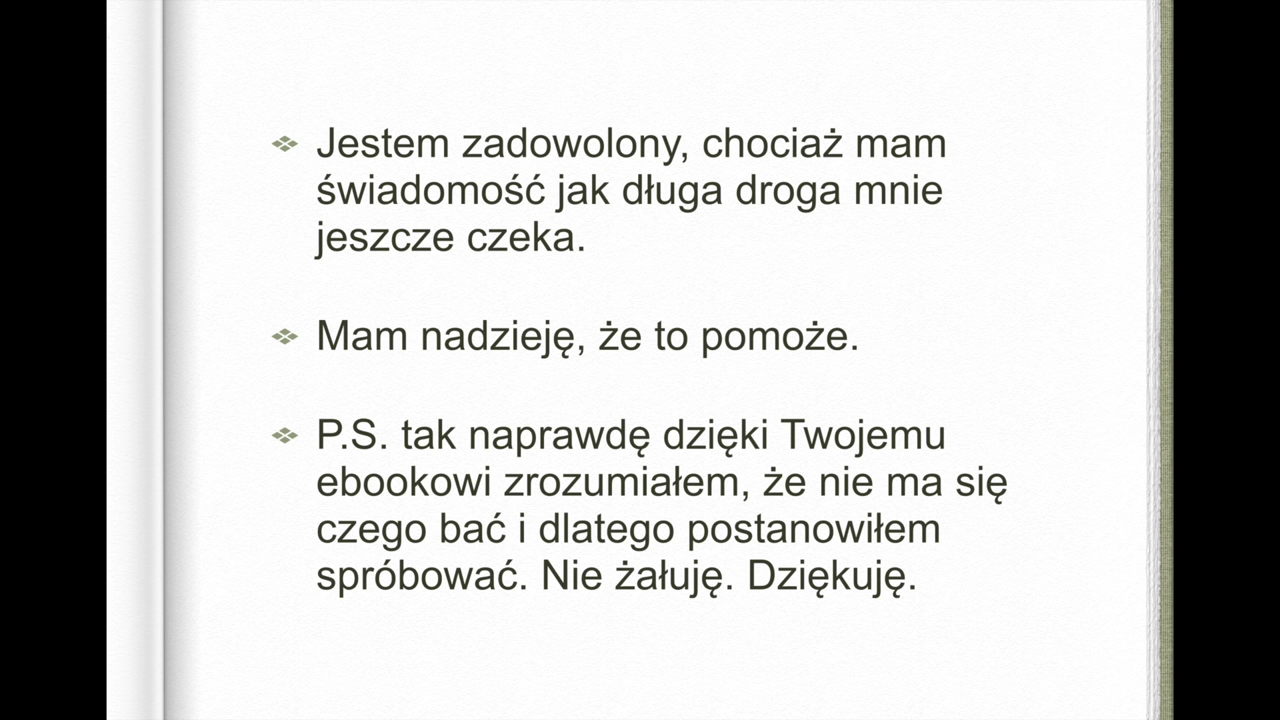 Jestem zadowolony, chociaż mam
świadomość jak długa droga mnie
jeszcze czeka.
Mam nadzieję, że to pomoże.
P.S. tak naprawdę dzięki Twojemu
ebookowi zrozumiałem, że nie ma się
czego bać i dlatego postanowiłem
spróbować. Nie żałuję. Dziękuję.